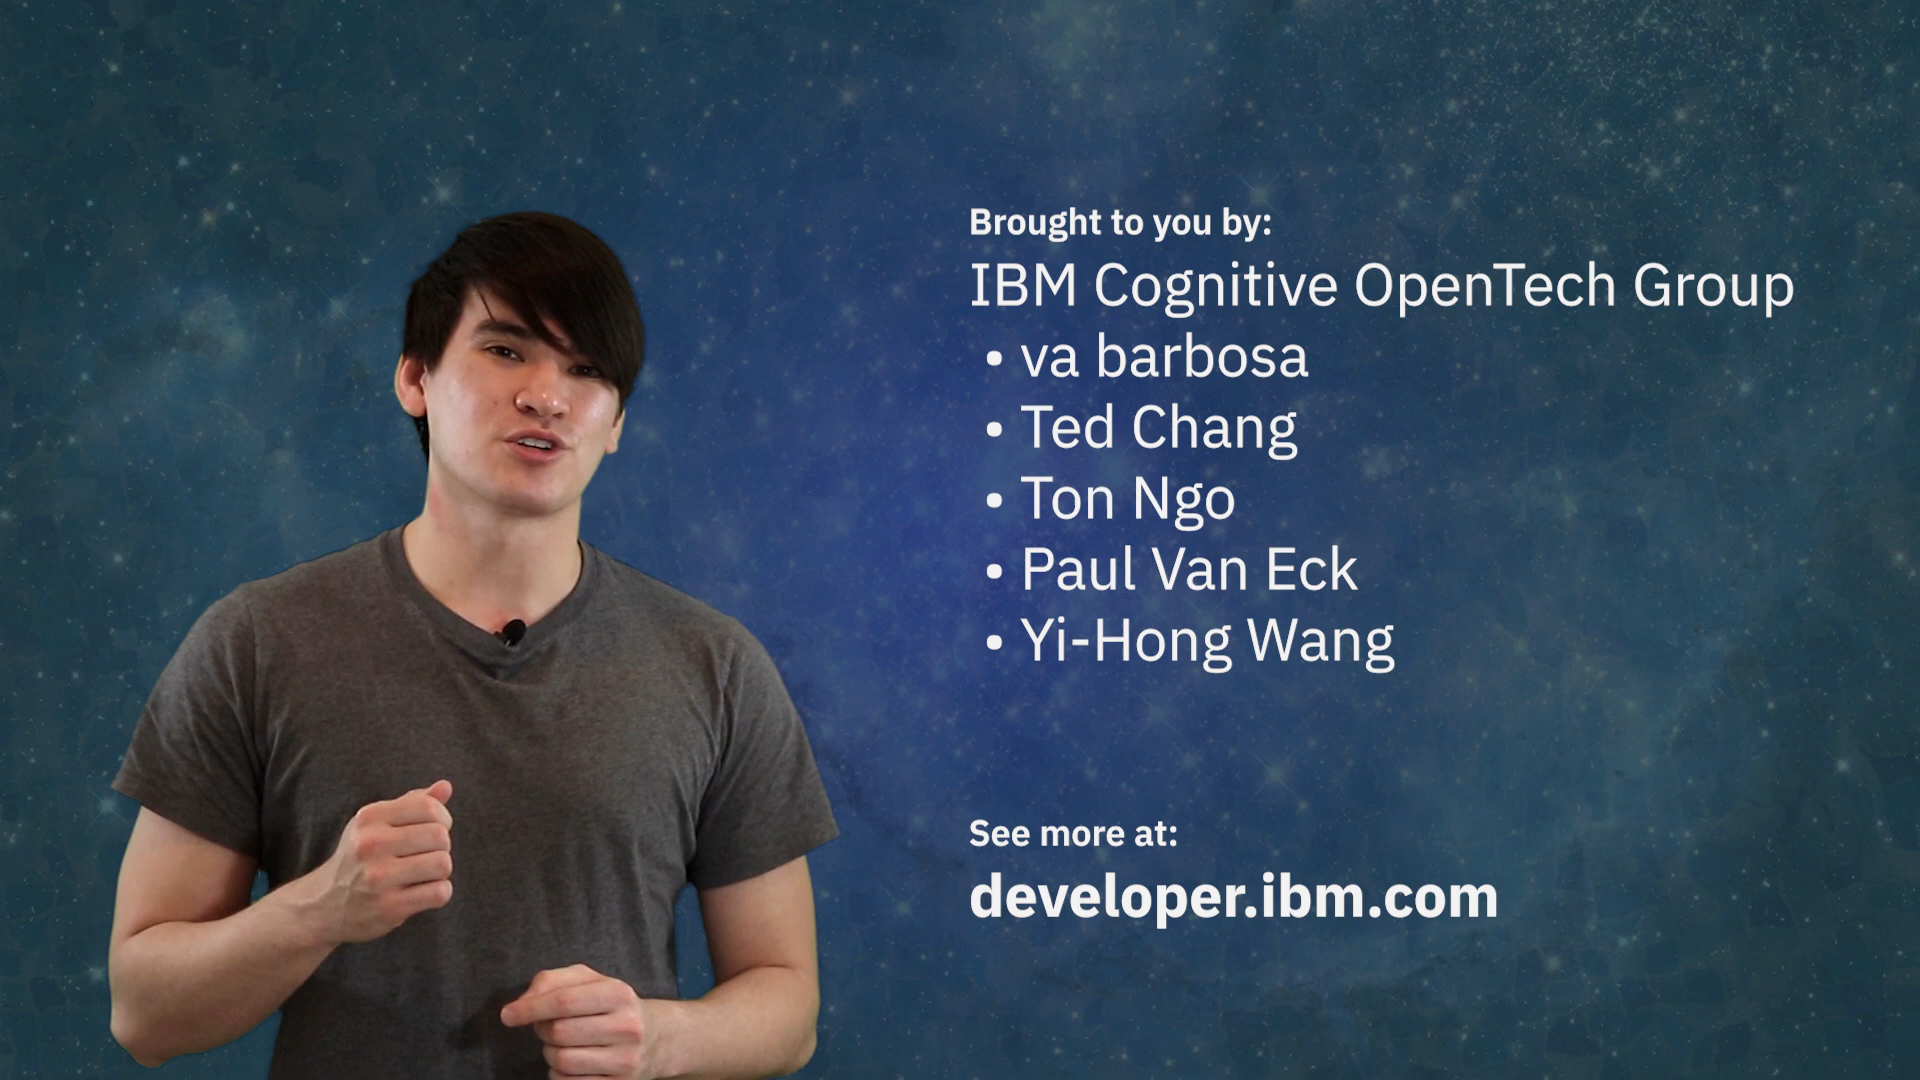 Brought to you by:
IBM Cognitive OpenTech Group
• va barbosa
• Ted Chang
• Ton Ngo
• Paul Van Eck
• Yi-Hong Wang
See more at:
developer.ibm.com